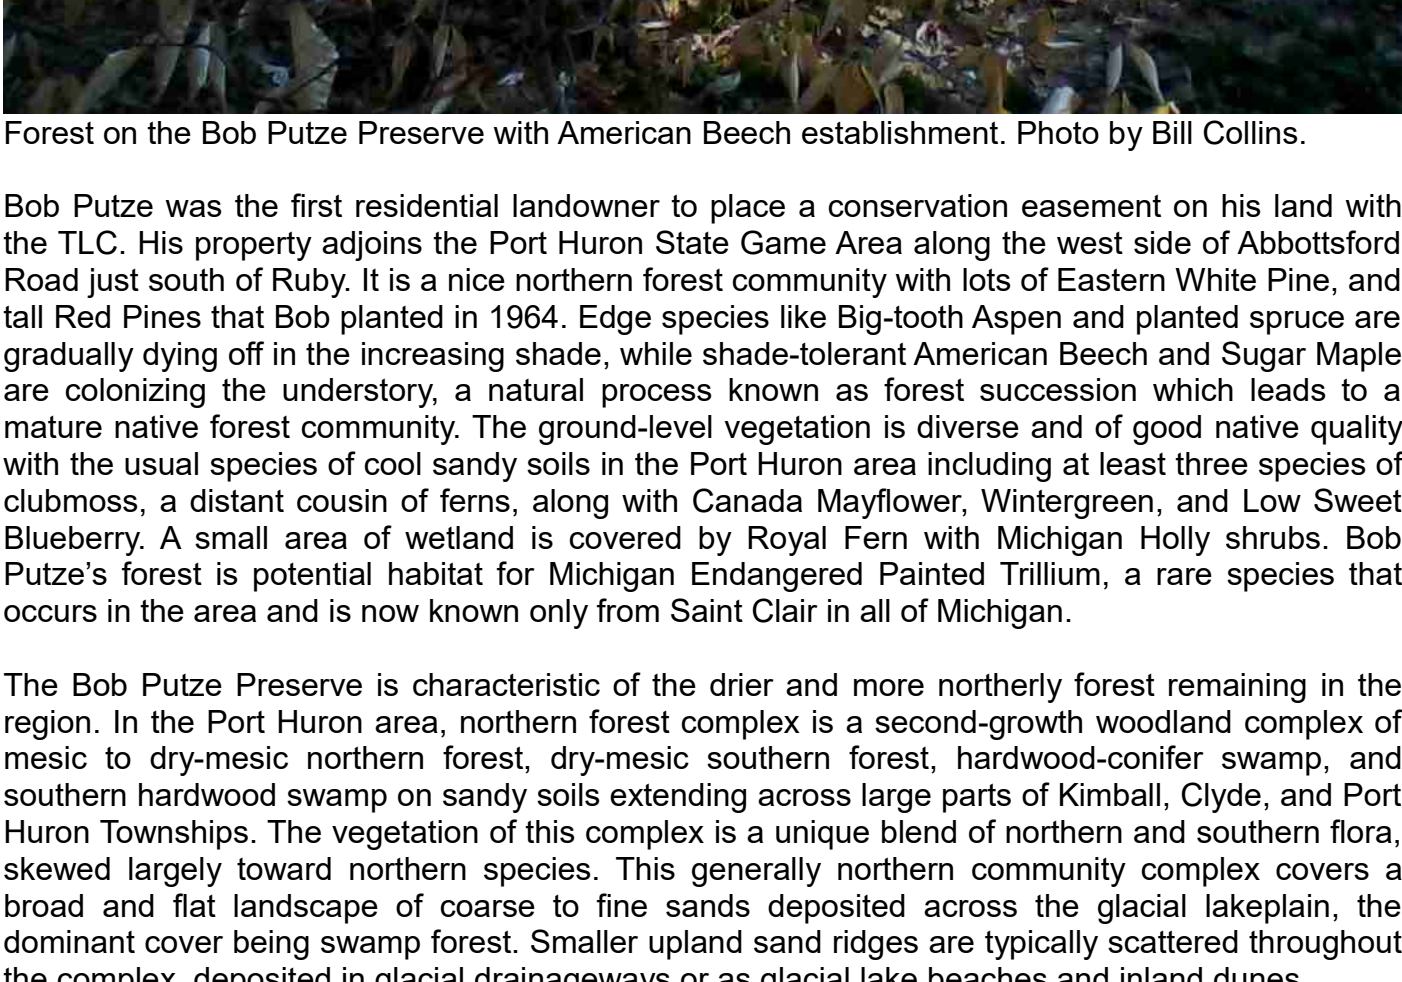 Forest on the Bob Putze Preserve with American Beech establishment. Photo by Bill Collins.
Bob Putze was the first residential landowner to place a conservation easement on his land with
the TLC. His property adjoins the Port Huron State Game Area along the west side of Abbottsford
Road just south of Ruby. It is a nice northern forest community with lots of Eastern White Pine, and
tall Red Pines that Bob planted in 1964. Edge species like Big-tooth Aspen and planted spruce are
gradually dying off in the increasing shade, while shade-tolerant American Beech and Sugar Maple
are colonizing the understory, a natural process known as forest succession which leads to a
mature native forest community. The ground-level vegetation is diverse and of good native quality
with the usual species of cool sandy soils in the Port Huron area including at least three species of
clubmoss, a distant cousin of ferns, along with Canada Mayflower, Wintergreen, and Low Sweet
Blueberry. A small area of wetland is covered by Royal Fern with Michigan Holly shrubs. Bob
Putze’s forest is potential habitat for Michigan Endangered Painted Trillium, a rare species that
occurs in the area and is now known only from Saint Clair in all of Michigan.
The Bob Putze Preserve is characteristic of the drier and more northerly forest remaining in the
region. In the Port Huron area, northern forest complex is a second-growth woodland complex of
mesic to dry-mesic northern forest, dry-mesic southern forest, hardwood-conifer swamp, and
southern hardwood swamp on sandy soils extending across large parts of Kimball, Clyde, and Port
Huron Townships. The vegetation of this complex is a unique blend of northern and southern flora,
skewed largely toward northern species. This generally northern community complex covers a
broad and flat landscape of coarse to fine sands deposited across the glacial lakeplain, the
dominant cover being swamp forest. Smaller upland sand ridges are typically scattered throughout
the complex, deposited in glacial drainageways or as glacial lake beaches and inland dunes.